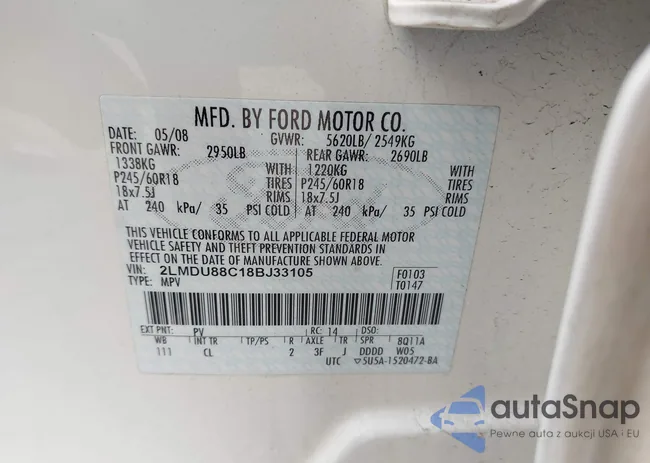 MFD. BY FORD MOTOR CO.
DATE: 05/08 GVWR: 5620LB/ 2549KG
FRONT GAWR: 2950LB REAR GAWR: 2690LB
1338KG WITH 1220KG WITH
P245/60R18 TIRES P245/60R18 TIRES
18x7.5J RIMS 18x7.5J RIMS
AT 240 kPa/ 35 PSI COLD AT 240 kPa/ 35 PSI COLD
THIS VEHICLE CONFORMS TO ALL APPLICABLE FEDERAL MOTOR
VEHICLE SAFETY AND THEFT PREVENTION STANDARDS IN
EFFECT ON THE DATE OF MANUFACTURE SHOWN ABOVE.
VIN: 2LMDU88C18BJ33105 F0103
TYPE: MPV T0147
EXT PNT: PV RC: 14 DSO:
WB INT TR TP/PS R AXLE TR SPR 8Q11A
111 CL 2 3F J DDDD W05
UTC ▽5U5A-1520472-BA
autaSnap
Pewne auta z aukcji USA i EU